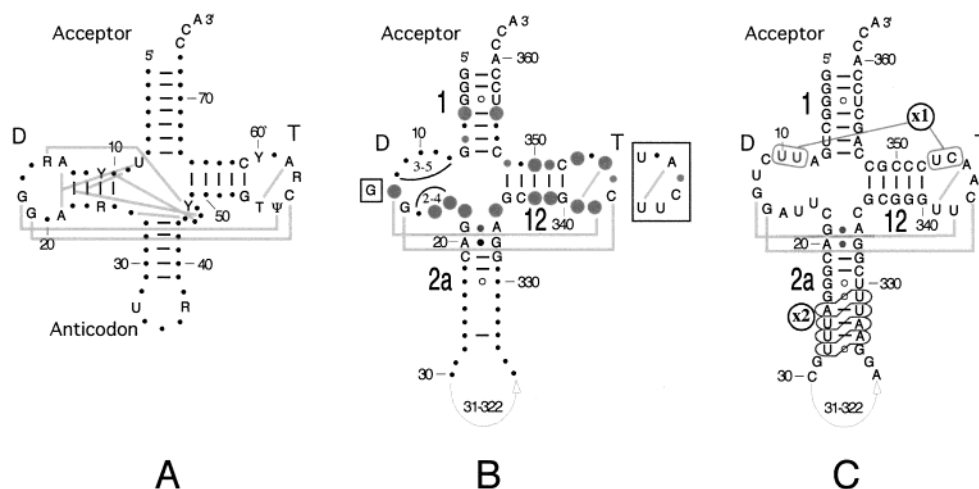 Acceptor
A 3'
C
C
5'
70
D
T
R A Y 10 U
60
C Y A
R
C
G T Ψ
G
G A R Y
50
20
30
40
U R
Anticodon
A
Acceptor
A 3'
C
C
A
5'
C 360
G C
G C
G U
1
D
T
10
3-5
G C
350
C
G
2-4
G
G C G
12
340
C
U A
U U C
G A
20 A G
C G
2a
330
30
31-322
B
Acceptor
A 3'
C
C
A
5'
C 360
G C
G C
G U
G C
C G
U A
G C
1
x1
D
T
10
C U U A
U
G
G A U U C
350
C G C C C U C A
A
G C G G G U U C
12
340
C C
G A
20 A G
C G
2a
G C
G U 330
G U
A U
U A
U A
U G
x2
G G
30 C A
31-322
C